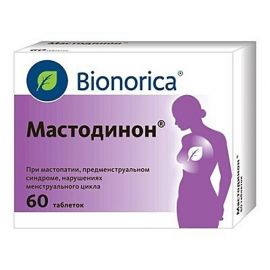 Bionorica®
Мастодинон®
При мастопатии, предменструальном
синдроме, нарушениях
менструального цикла
60 таблеток